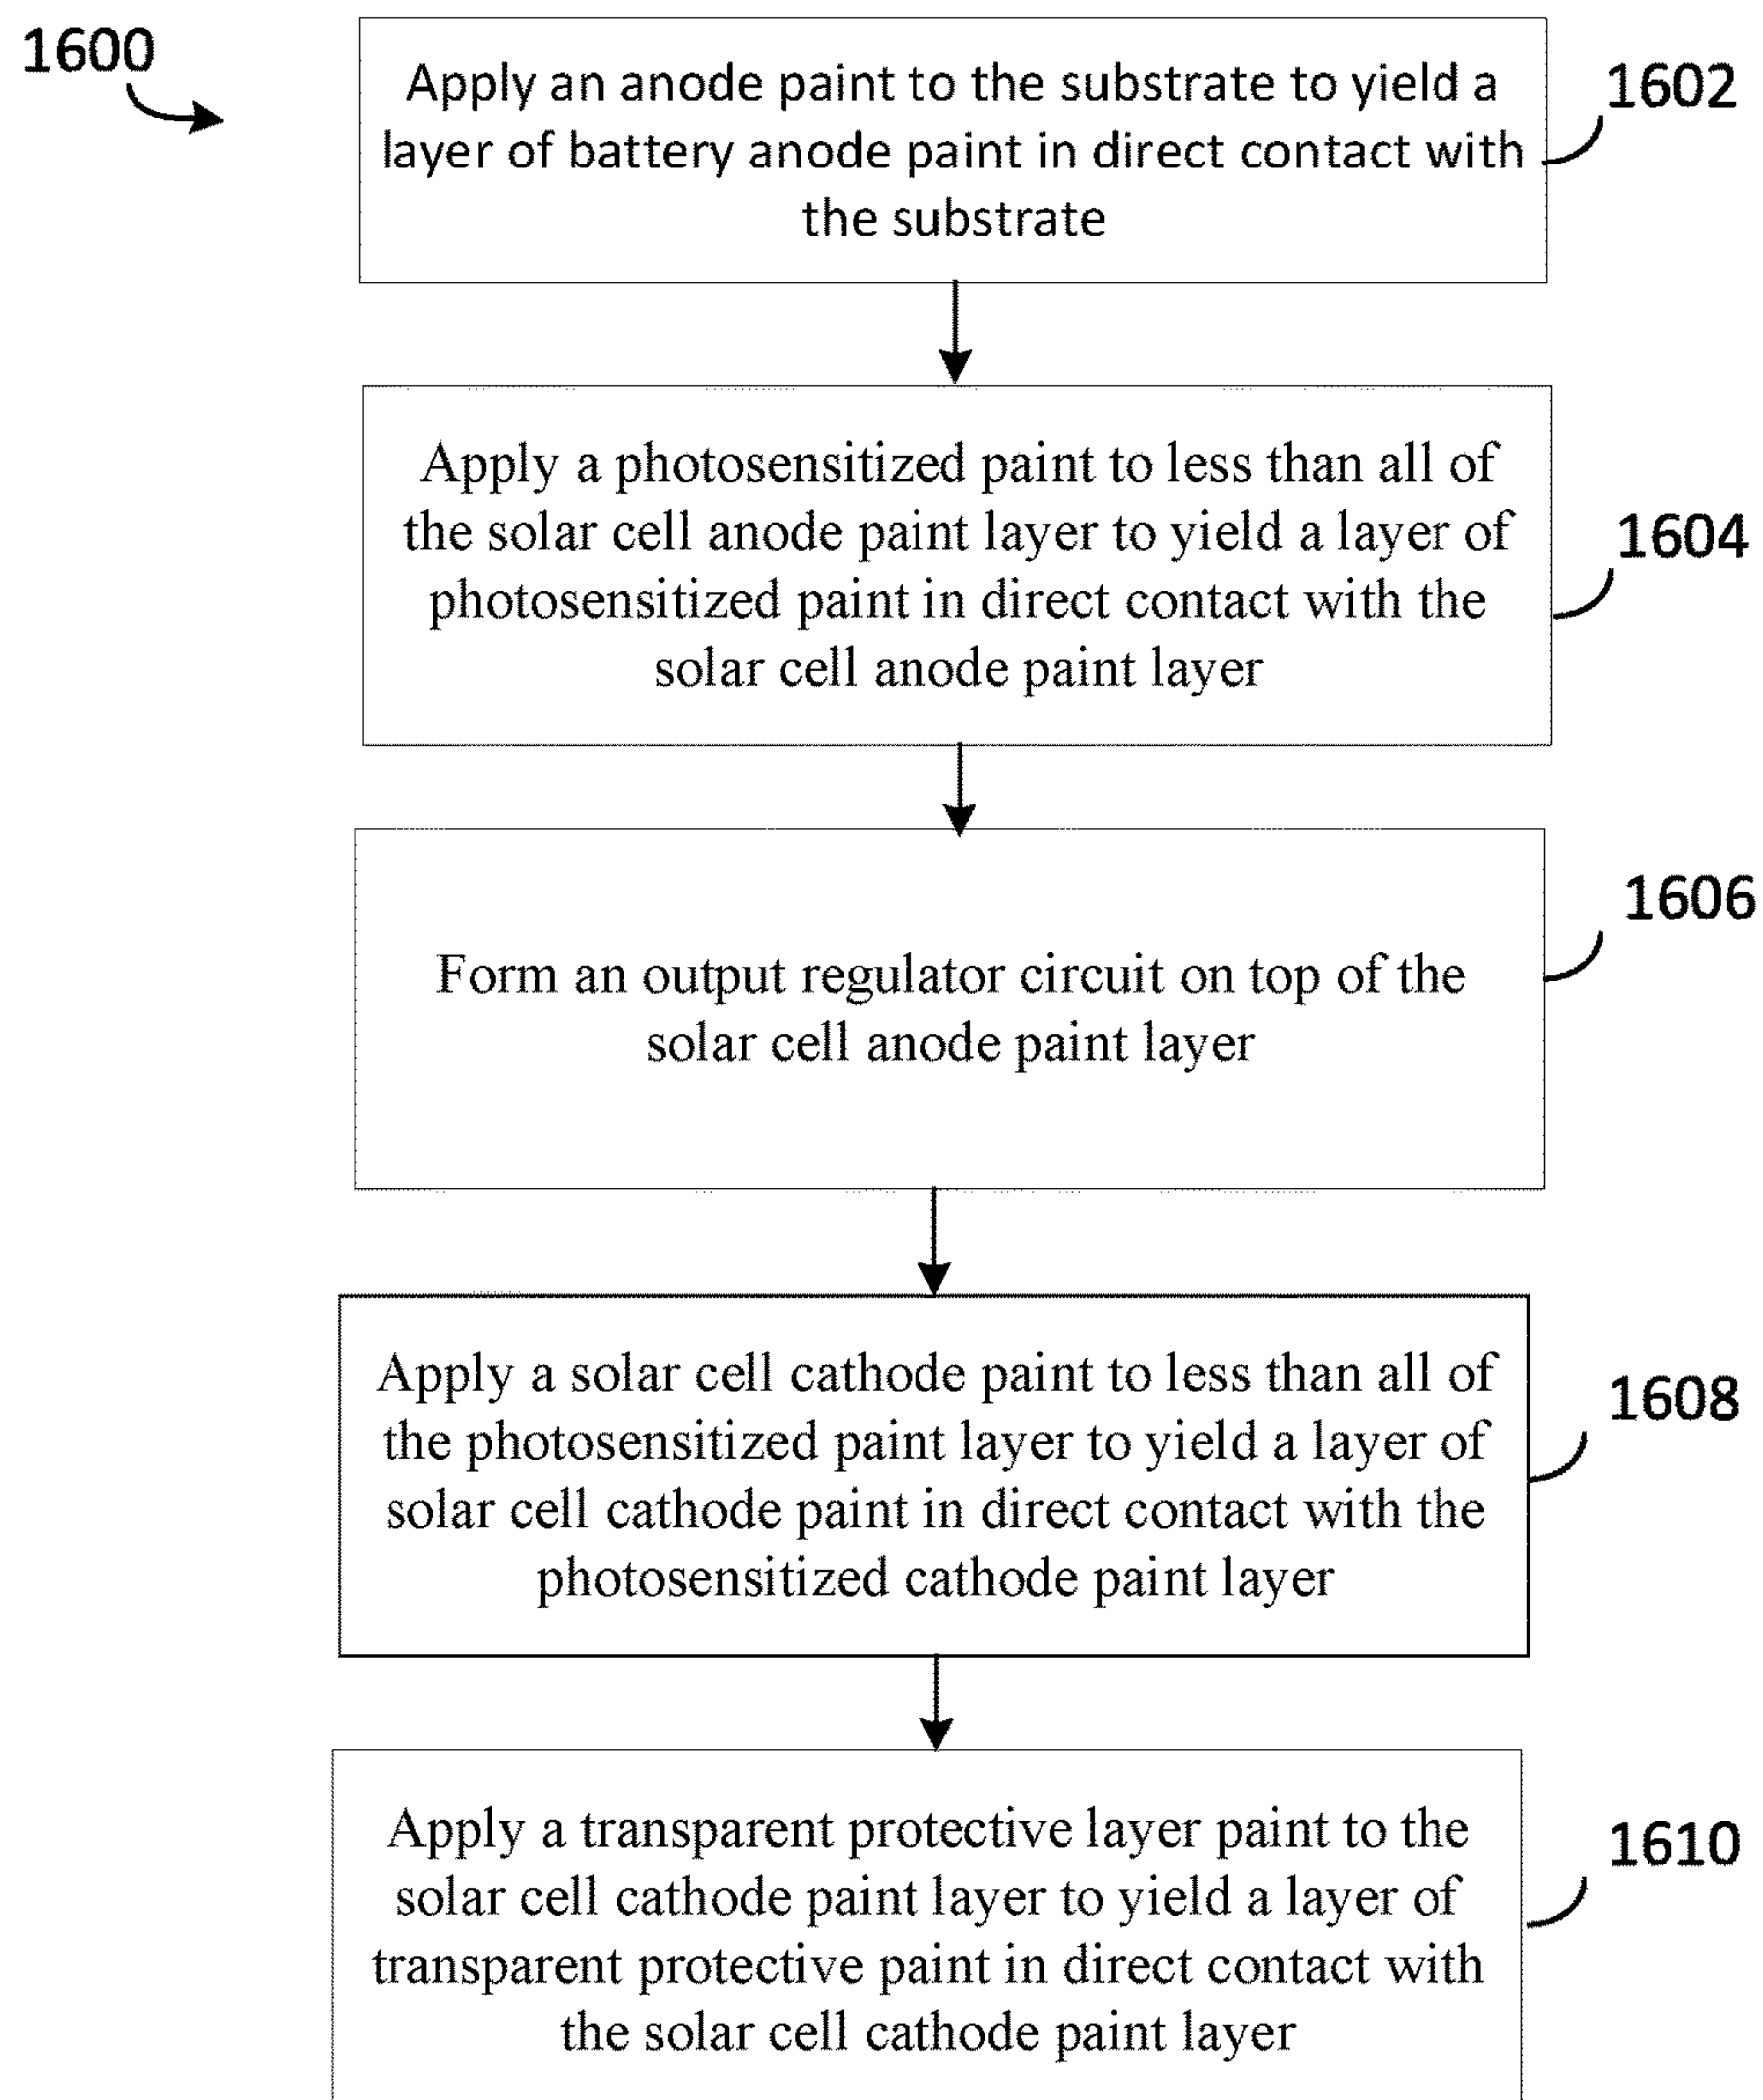 1600
Apply an anode paint to the substrate to yield a
layer of battery anode paint in direct contact with
the substrate
1602
Apply a photosensitized paint to less than all of
the solar cell anode paint layer to yield a layer of
photosensitized paint in direct contact with the
solar cell anode paint layer
1604
Form an output regulator circuit on top of the
solar cell anode paint layer
1606
Apply a solar cell cathode paint to less than all of
the photosensitized paint layer to yield a layer of
solar cell cathode paint in direct contact with the
photosensitized cathode paint layer
1608
Apply a transparent protective layer paint to the
solar cell cathode paint layer to yield a layer of
transparent protective paint in direct contact with
the solar cell cathode paint layer
1610